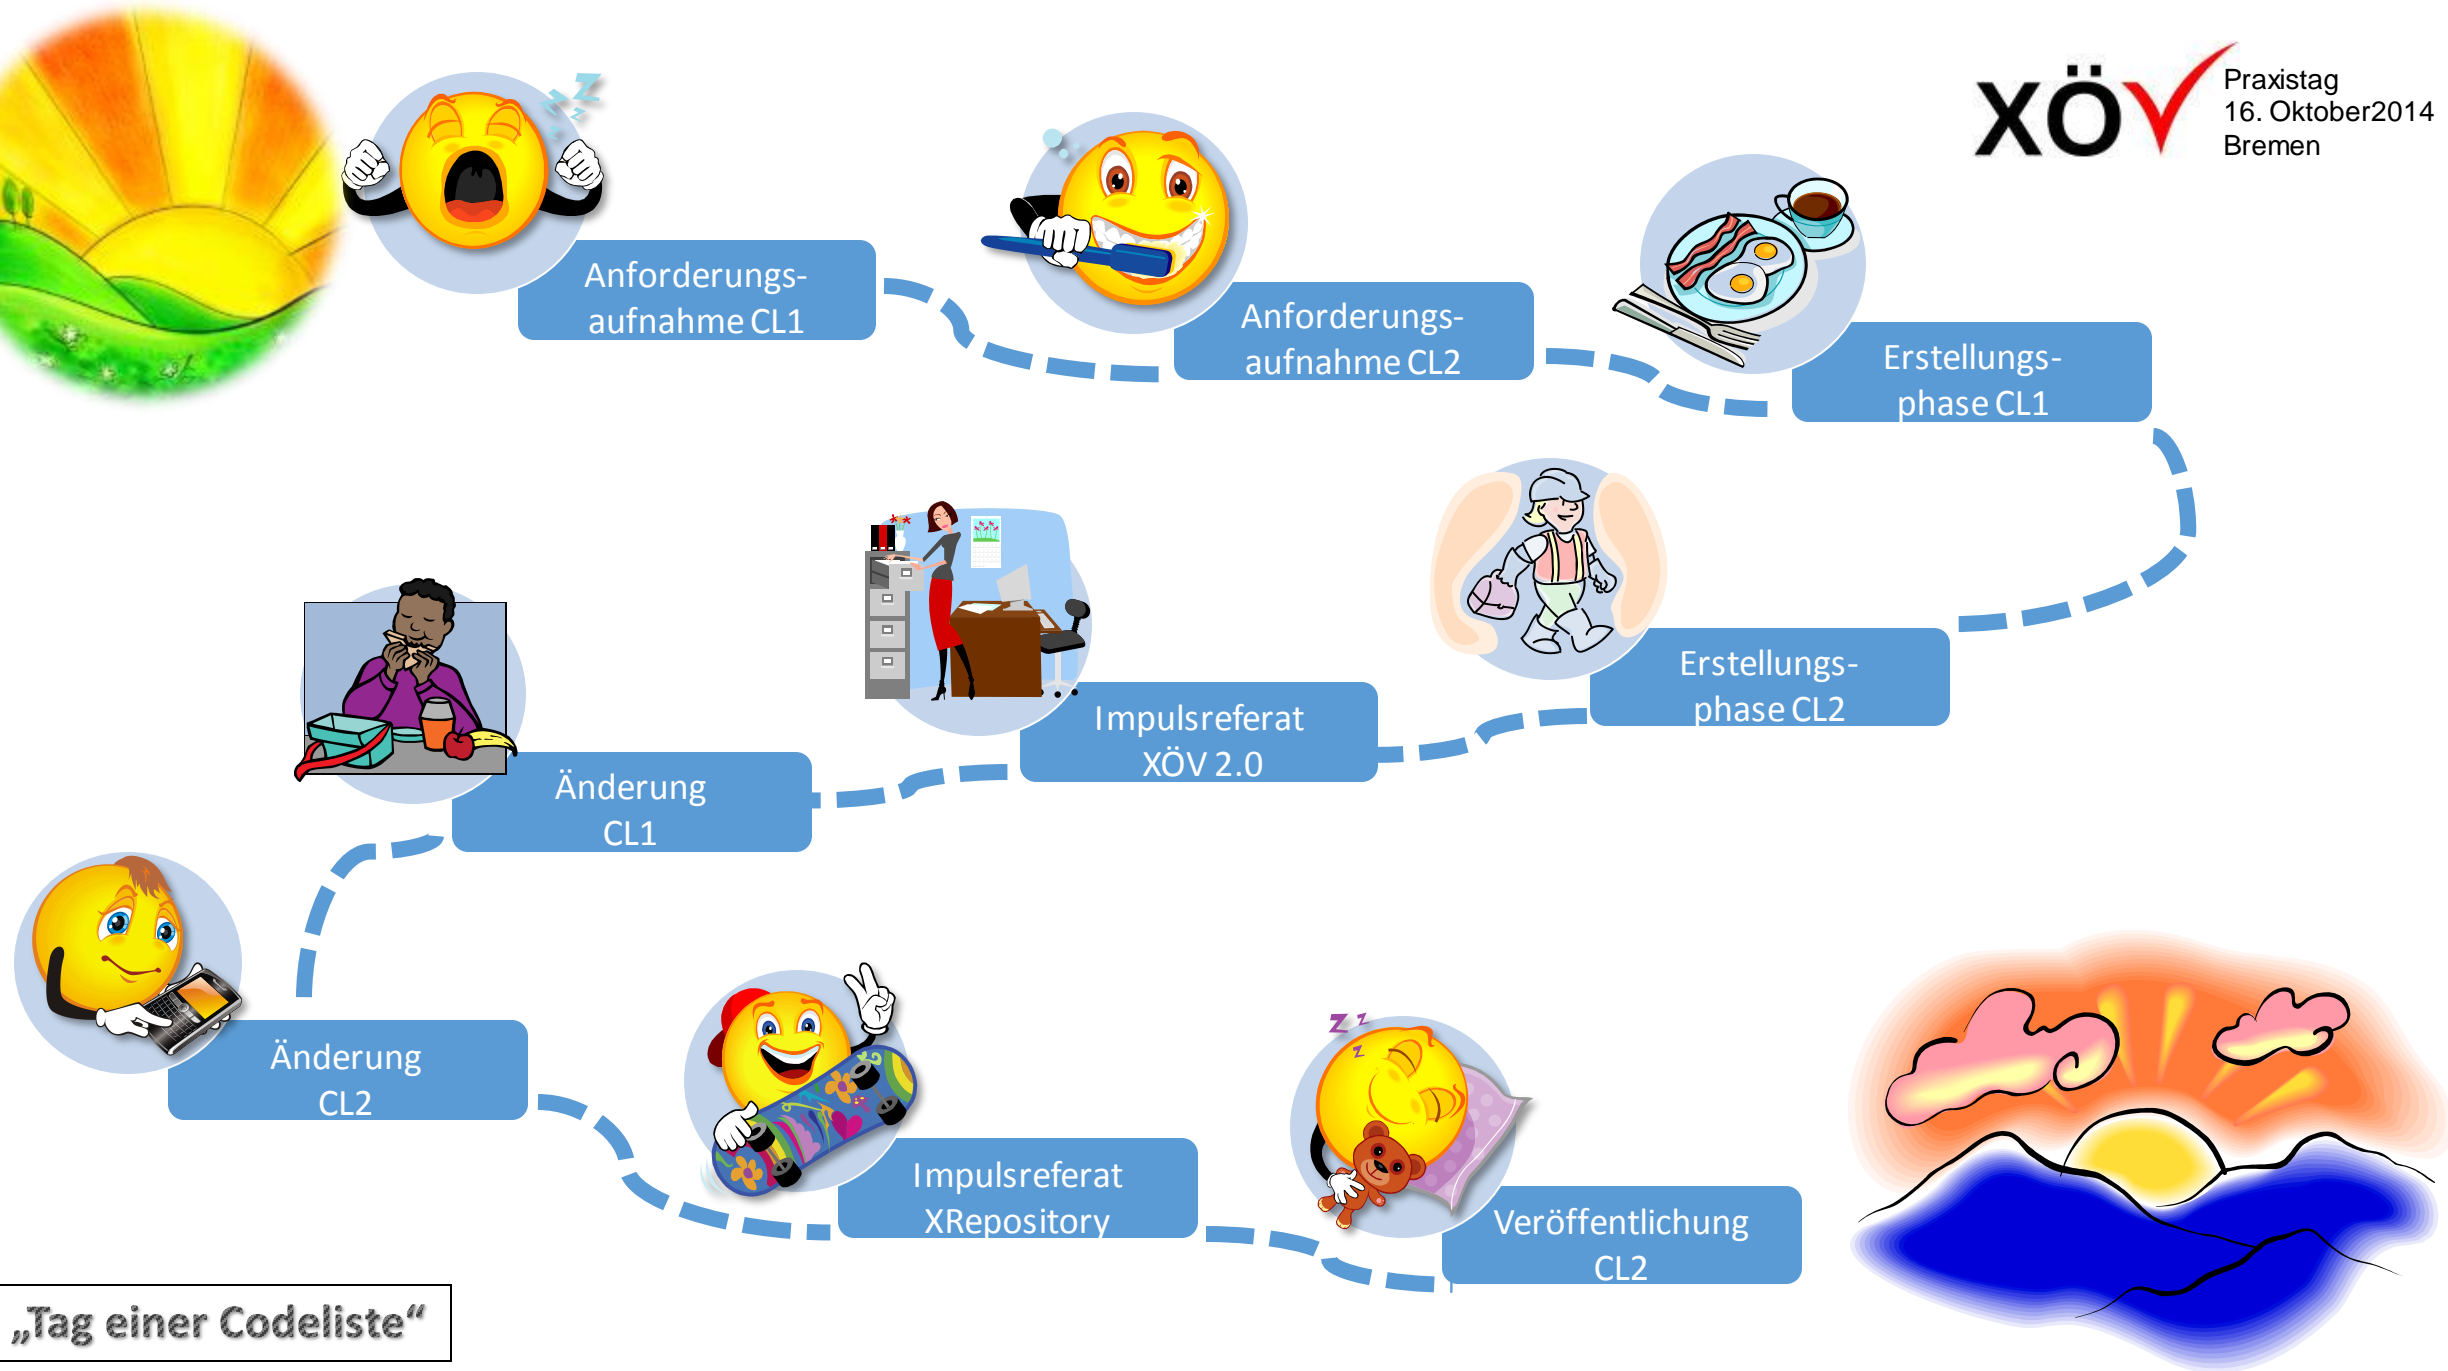 XÖV
Praxistag
16. Oktober2014
Bremen
Anforderungs-
aufnahme CL1
Anforderungs-
aufnahme CL2
Erstellungs-
phase CL1
Erstellungs-
phase CL2
Impulsreferat
XÖV 2.0
Änderung
CL1
Änderung
CL2
Impulsreferat
XRepository
Veröffentlichung
CL2
„Tag einer Codeliste“